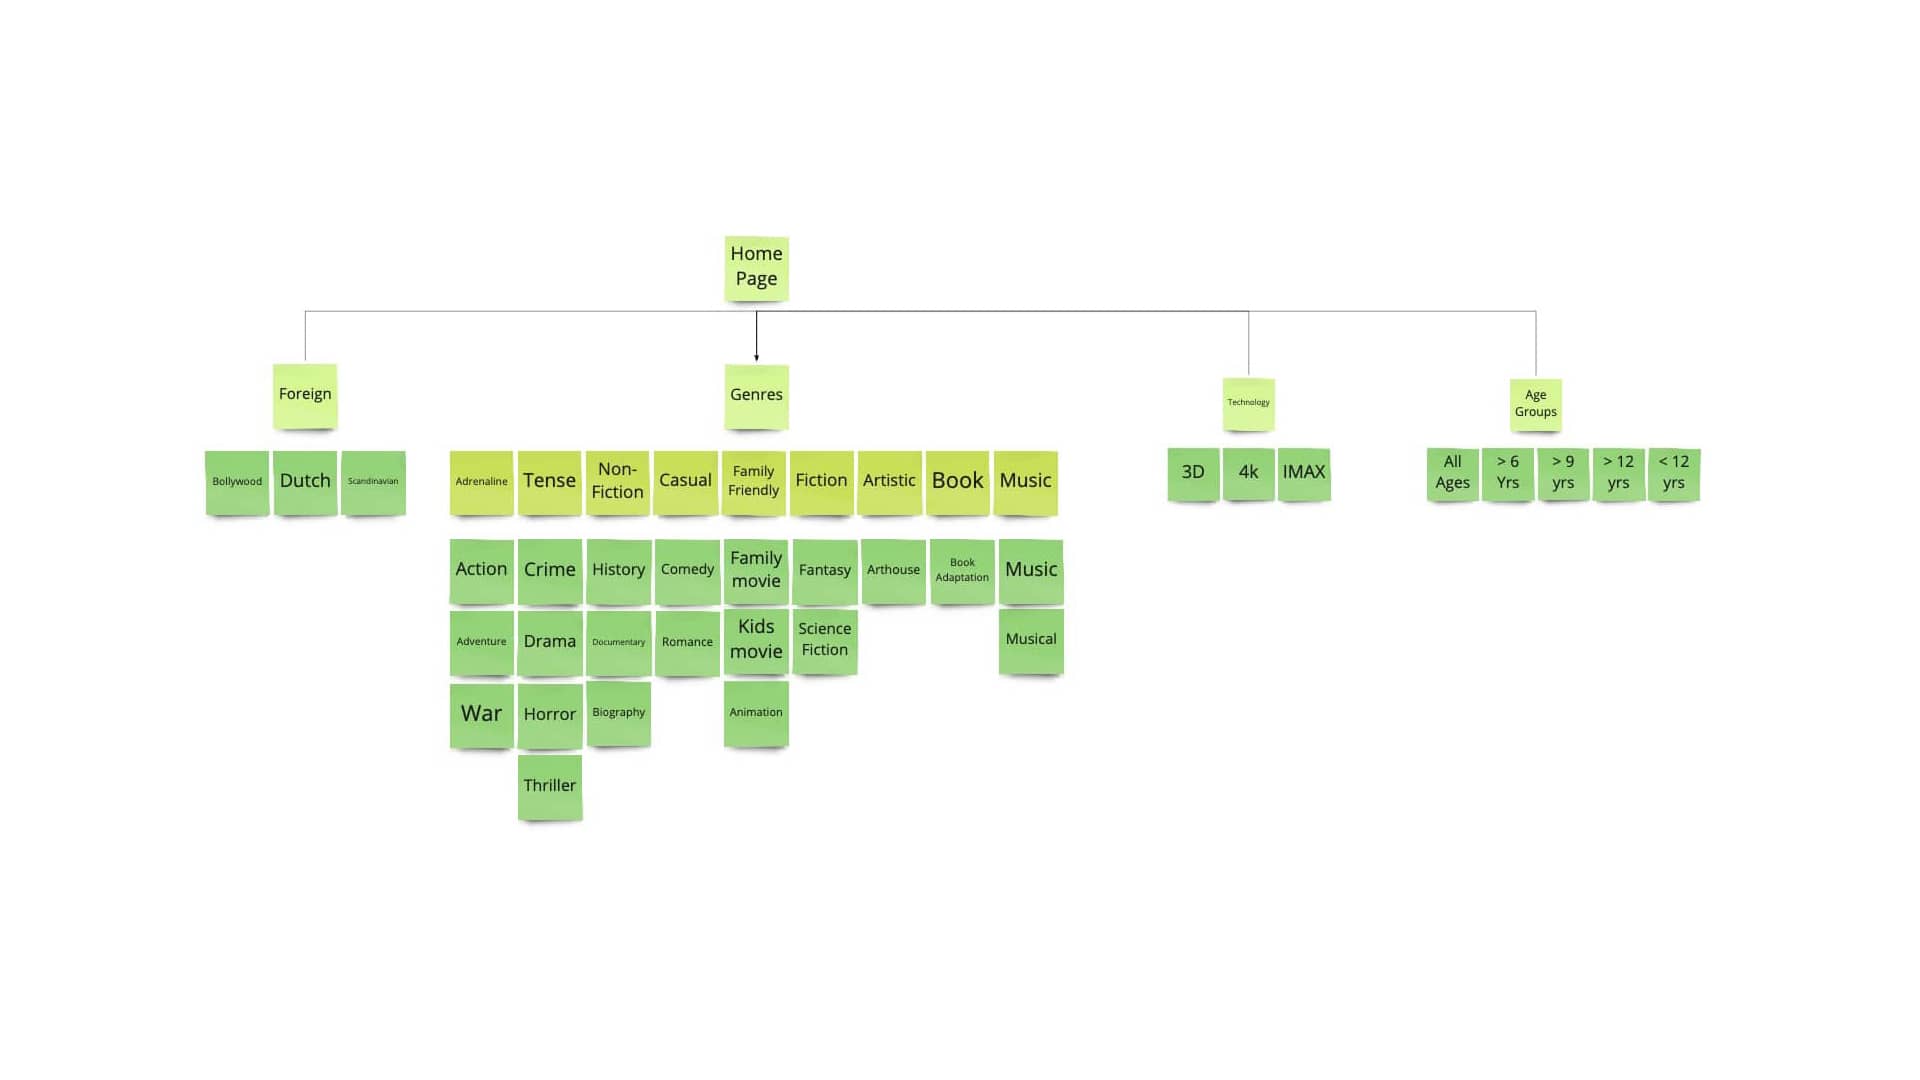 Home
Page
Foreign
Genres
Technology
Age
Groups
Bollywood
Dutch
Scandinavian
Adrenaline
Tense
Non-
Fiction
Casual
Family
Friendly
Fiction
Artistic
Book
Music
3D
4k
IMAX
All
Ages
> 6
Yrs
> 9
yrs
> 12
yrs
< 12
yrs
Action
Crime
History
Comedy
Family
movie
Fantasy
Arthouse
Book
Adaptation
Music
Adventure
Drama
Documentary
Romance
Kids
movie
Science
Fiction
Musical
War
Horror
Biography
Animation
Thriller